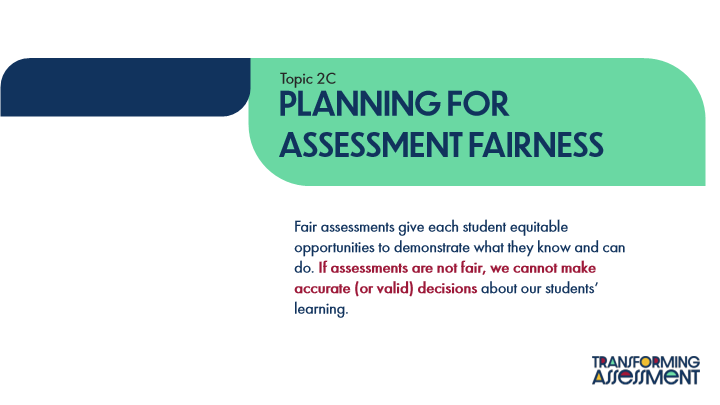 Topic 2C
PLANNING FOR
ASSESSMENT FAIRNESS
Fair assessments give each student equitable
opportunities to demonstrate what they know and can
do. If assessments are not fair, we cannot make
accurate (or valid) decisions about our students’
learning.
TRANSFORMING
ASSESSMENT